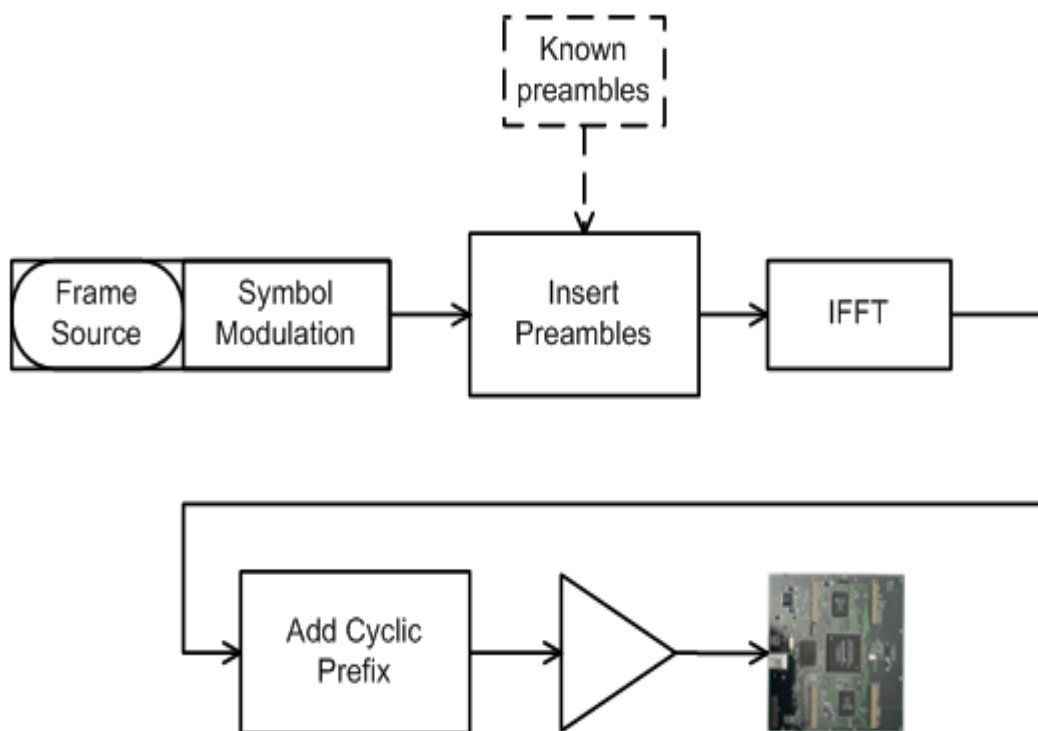 Known
preambles
Frame
Source
Symbol
Modulation
Insert
Preambles
IFFT
Add Cyclic
Prefix